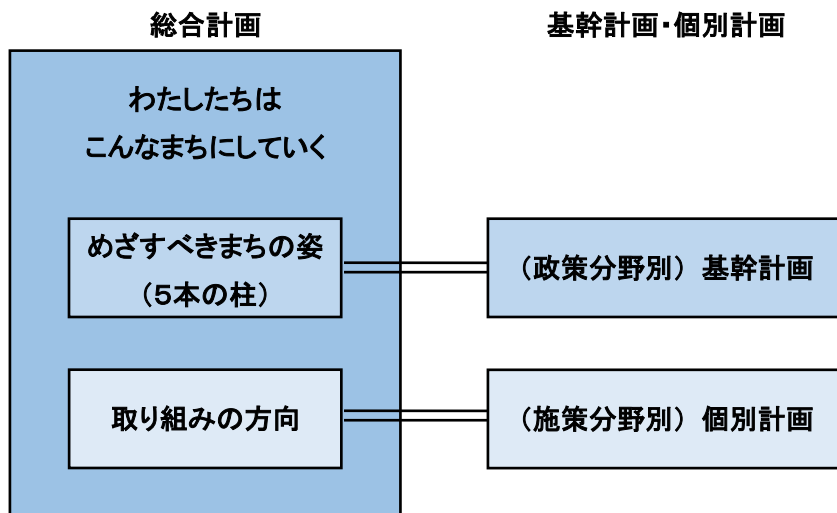 総合計画
基幹計画・個別計画
わたしたちは
こんなまちにしていく
めざすべきまちの姿
(5本の柱)
(政策分野別) 基幹計画
取り組みの方向
(施策分野別) 個別計画